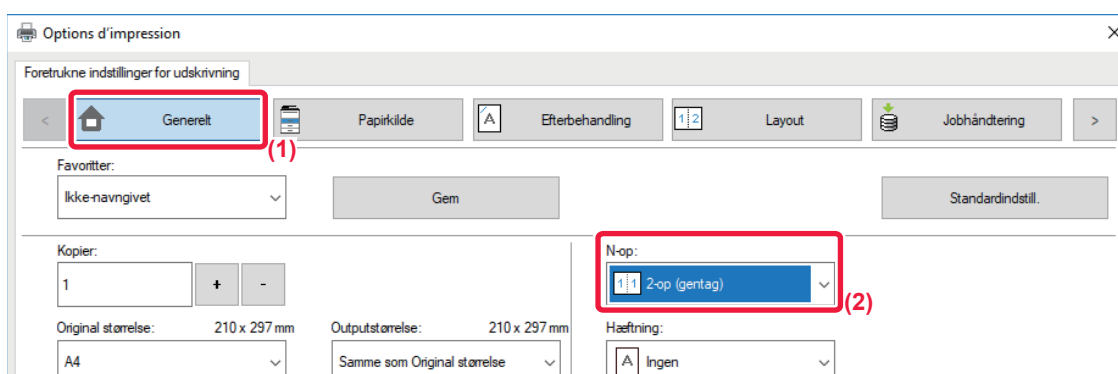 Options d'impression
Foretrukne indstillinger for udskrivning
< Generelt Papirkilde A Efterbehandling 1 2 Layout Jobhåndtering >
(1)
Favoritter:
Ikke-navngivet Gem Standardindstill.
Kopier: N-op:
1 + - 1 1 2-op (gentag)
(2)
Original størrelse: 210 x 297 mm Outputstørrelse: 210 x 297 mm Hæftning:
A4 Samme som Original størrelse A Ingen